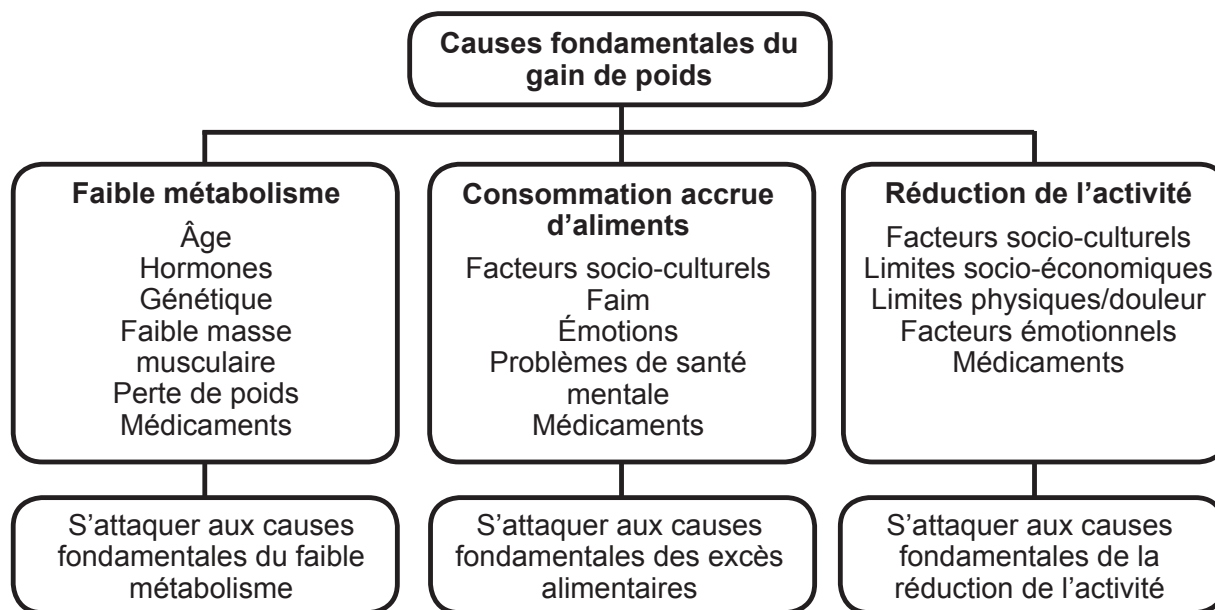 Causes fondamentales du
gain de poids
Faible métabolisme
Âge
Hormones
Génétique
Faible masse
musculaire
Perte de poids
Médicaments
Consommation accrue
d’aliments
Facteurs socio-culturels
Faim
Émotions
Problèmes de santé
mentale
Médicaments
Réduction de l’activité
Facteurs socio-culturels
Limites socio-économiques
Limites physiques/douleur
Facteurs émotionnels
Médicaments
S’attaquer aux causes
fondamentales du faible
métabolisme
S’attaquer aux causes
fondamentales des excès
alimentaires
S’attaquer aux causes
fondamentales de la
réduction de l’activité